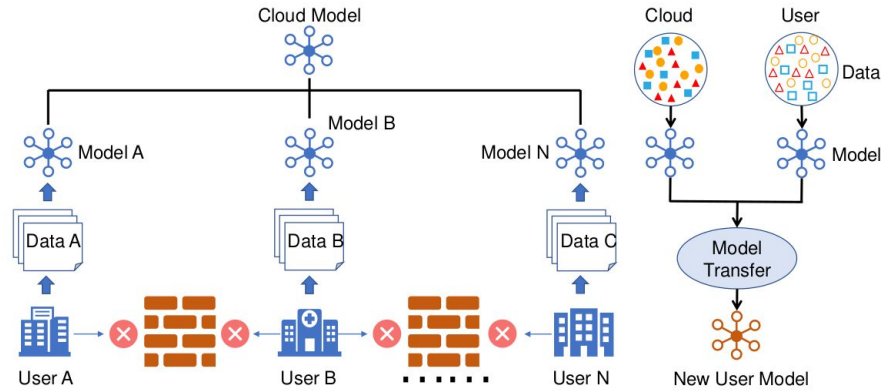 Cloud Model
Model A
Model B
Model N
Data A
Data B
Data C
User A
User B
......
User N
Cloud
User
Data
Model
Model
Transfer
New User Model